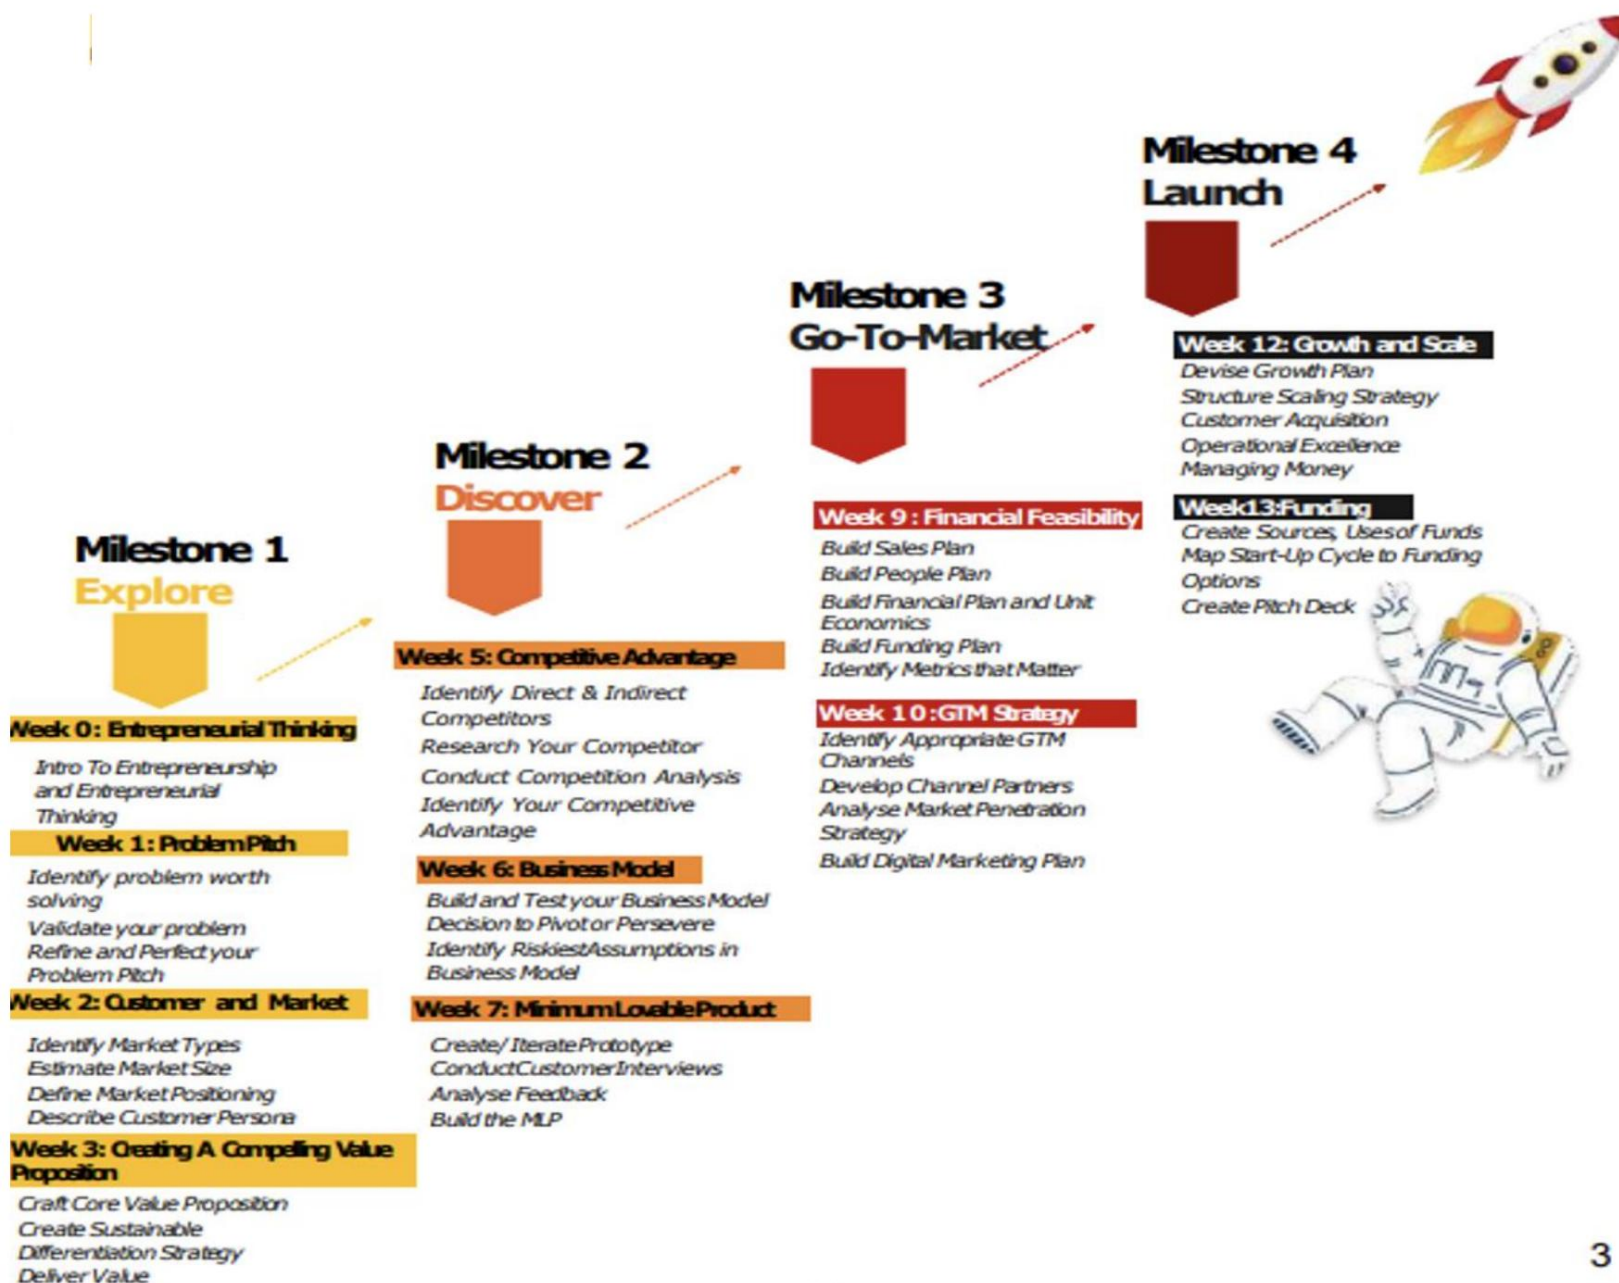 Milestone 1
Explore
Week 0: Entrepreneurial Thinking
Intro To Entrepreneurship
and Entrepreneurial
Thinking
Week 1: Problem Pitch
Identify problem worth
solving
Validate your problem
Refine and Perfect your
Problem Pitch
Week 2: Customer and Market
Identify Market Types
Estimate Market Size
Define Market Positioning
Describe Customer Persona
Week 3: Creating A Compelling Value
Proposition
Craft Core Value Proposition
Create Sustainable
Differentiation Strategy
Deliver Value
Milestone 2
Discover
Week 5: Competitive Advantage
Identify Direct & Indirect
Competitors
Research Your Competitor
Conduct Competition Analysis
Identify Your Competitive
Advantage
Week 6: Business Model
Build and Test your Business Model
Decision to Pivot or Persevere
Identify Riskiest Assumptions in
Business Model
Week 7: Minimum Lovable Product
Create/ Iterate Prototype
Conduct Customer Interviews
Analyse Feedback
Build the MLP
Milestone 3
Go-To-Market
Week 9: Financial Feasibility
Build Sales Plan
Build People Plan
Build Financial Plan and Unit
Economics
Build Funding Plan
Identify Metrics that Matter
Week 10:GTM Strategy
Identify Appropriate GTM
Channels
Develop Channel Partners
Analyse Market Penetration
Strategy
Build Digital Marketing Plan
Milestone 4
Launch
Week 12: Growth and Scale
Devise Growth Plan
Structure Scaling Strategy
Customer Acquisition
Operational Excellence
Managing Money
Week13:Funding
Create Sources, Uses of Funds
Map Start-Up Cycle to Funding
Options
Create Pitch Deck
3